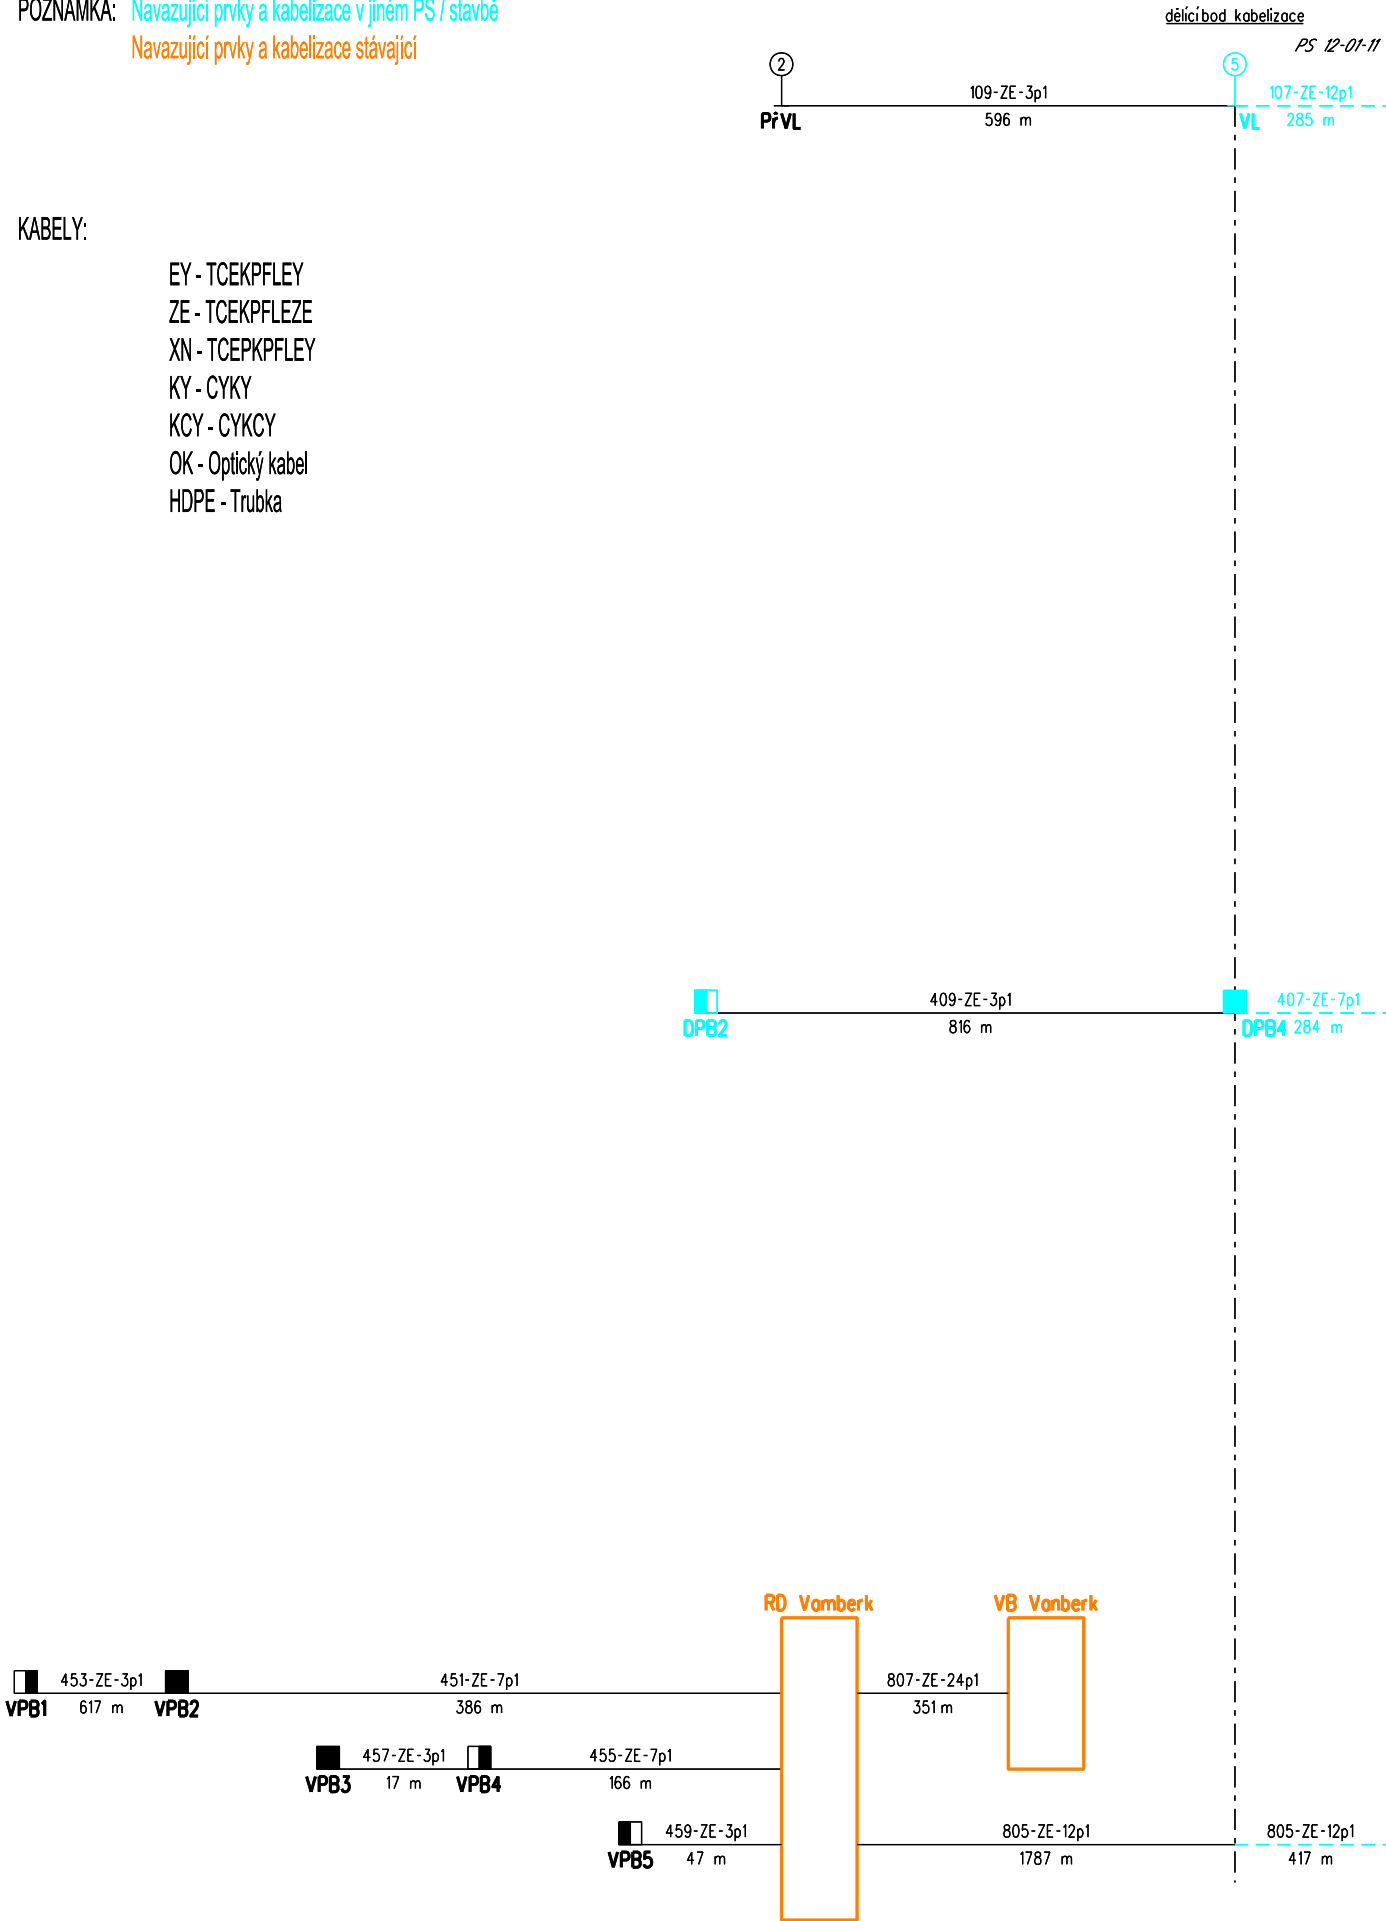 POZNÁMKA: Navazující prvky a kabelizace v jiném PS / stavbě
Navazující prvky a kabelizace stávající
dělící bod kabelizace
PS 12-01-11
2
5
109-ZE-3p1
107-ZE-12p1
PřVL
596 m
VL
285 m
KABELY:
EY - TCEKPFLEY
ZE - TCEKPFLEZE
XN - TCEPKPFLEY
KY - CYKY
KCY - CYKCY
OK - Optický kabel
HDPE - Trubka
409-ZE-3p1
407-ZE-7p1
DPB2
816 m
DPB4
284 m
RD Vamberk
VB Vanberk
453-ZE-3p1
451-ZE-7p1
807-ZE-24p1
VPB1
617 m
VPB2
386 m
351 m
457-ZE-3p1
455-ZE-7p1
VPB3
17 m
VPB4
166 m
459-ZE-3p1
805-ZE-12p1
805-ZE-12p1
VPB5
47 m
1787 m
417 m